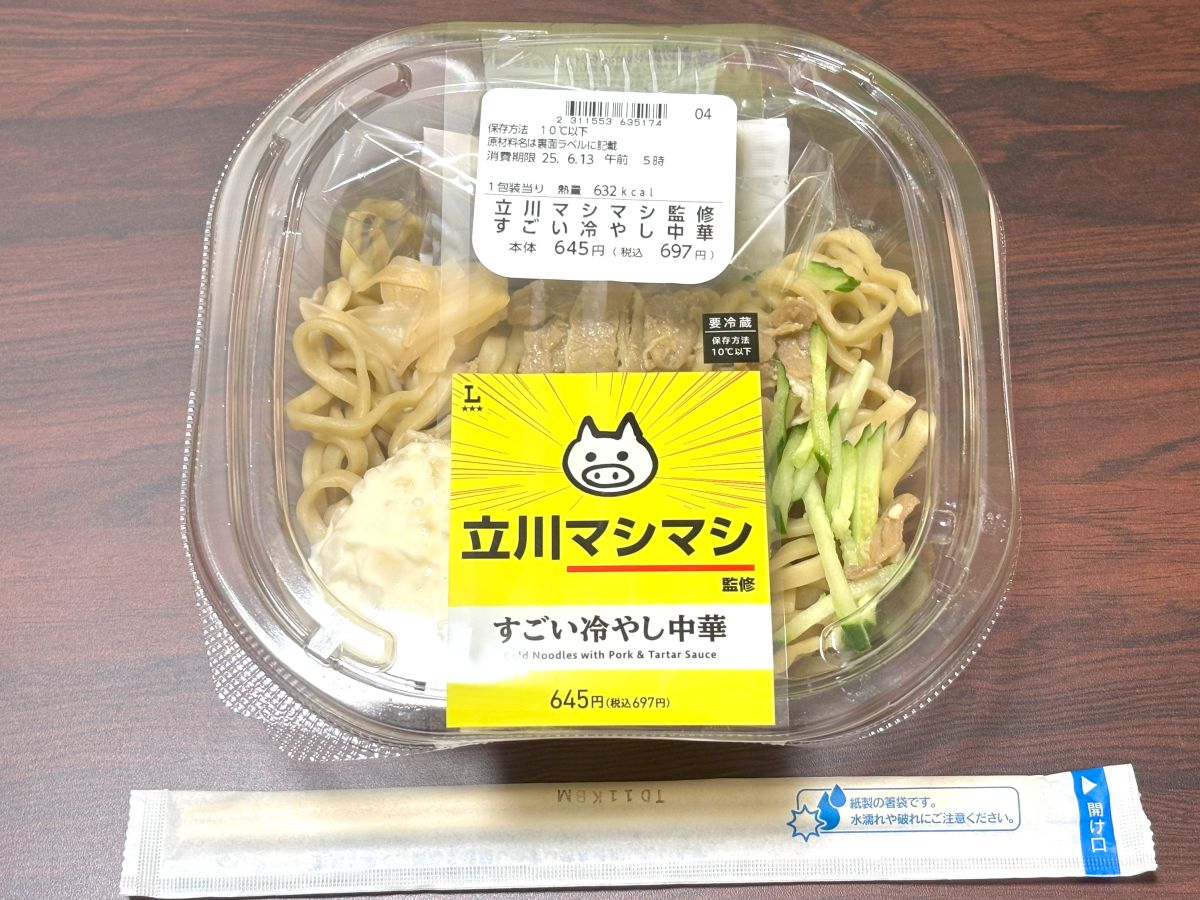 04
2 311553 635174
保存方法 10℃以下
原材料名は裏面ラベルに記載
消費期限 25. 6.13 午前 5時
1包装当り 熱量 632kcal
立川マシマシ監修
すごい冷やし中華
本体 645円(税込 697円)
要冷蔵
保存方法
10℃以下
L
立川マシマシ
監修
すごい冷やし中華
Cold Noodles with Pork & Tartar Sauce
645円(税込697円)
TD11KBM
紙製の箸袋です。
水濡れや破れにご注意ください。
開け口